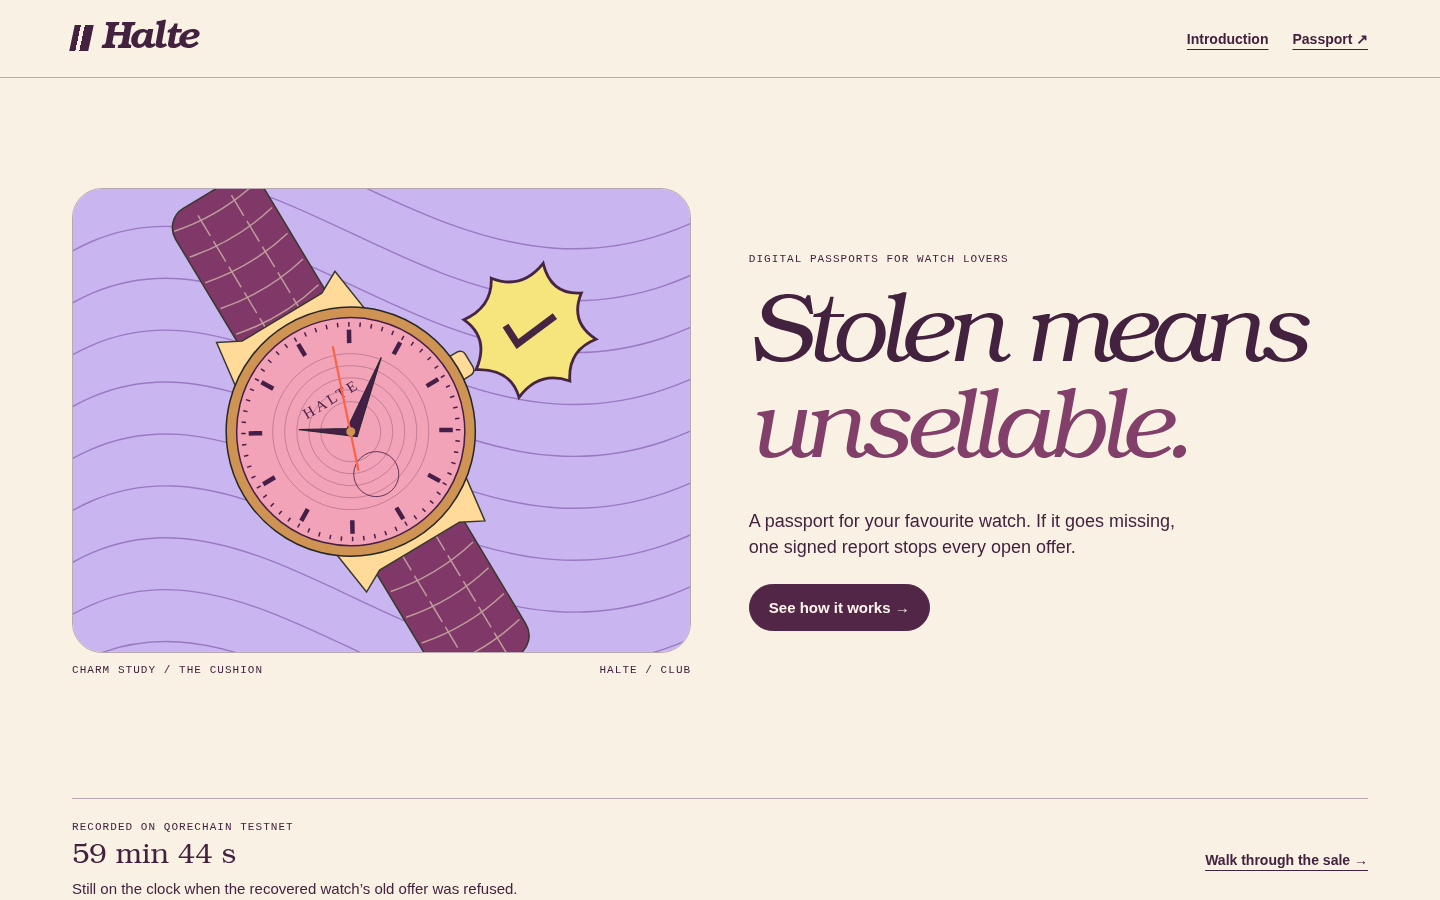 Halte
Introduction
Passport ↗
HALTE
CHARM STUDY / THE CUSHION
HALTE / CLUB
DIGITAL PASSPORTS FOR WATCH LOVERS
Stolen means
unsellable.
A passport for your favourite watch. If it goes missing,
one signed report stops every open offer.
See how it works →
RECORDED ON QORECHAIN TESTNET
59 min 44 s
Still on the clock when the recovered watch’s old offer was refused.
Walk through the sale →